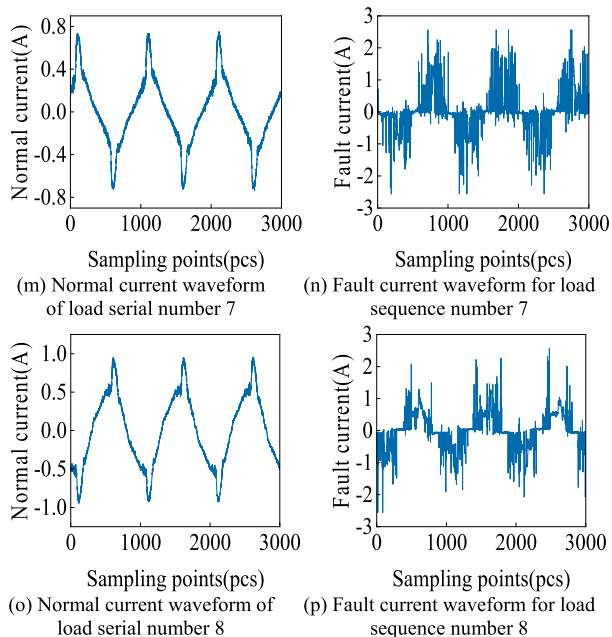 Normal current(A)
0.8
0.4
0.0
-0.4
-0.8
0 1000 2000 3000
Sampling points(pcs)
(m) Normal current waveform
of load serial number 7
Fault current(A)
3
2
1
0
-1
-2
-3
0 1000 2000 3000
Sampling points(pcs)
(n) Fault current waveform for load
sequence number 7
Normal current(A)
1.0
0.5
0.0
-0.5
-1.0
0 1000 2000 3000
Sampling points(pcs)
(o) Normal current waveform of
load serial number 8
Fault current(A)
3
2
1
0
-1
-2
-3
0 1000 2000 3000
Sampling points(pcs)
(p) Fault current waveform for load
sequence number 8